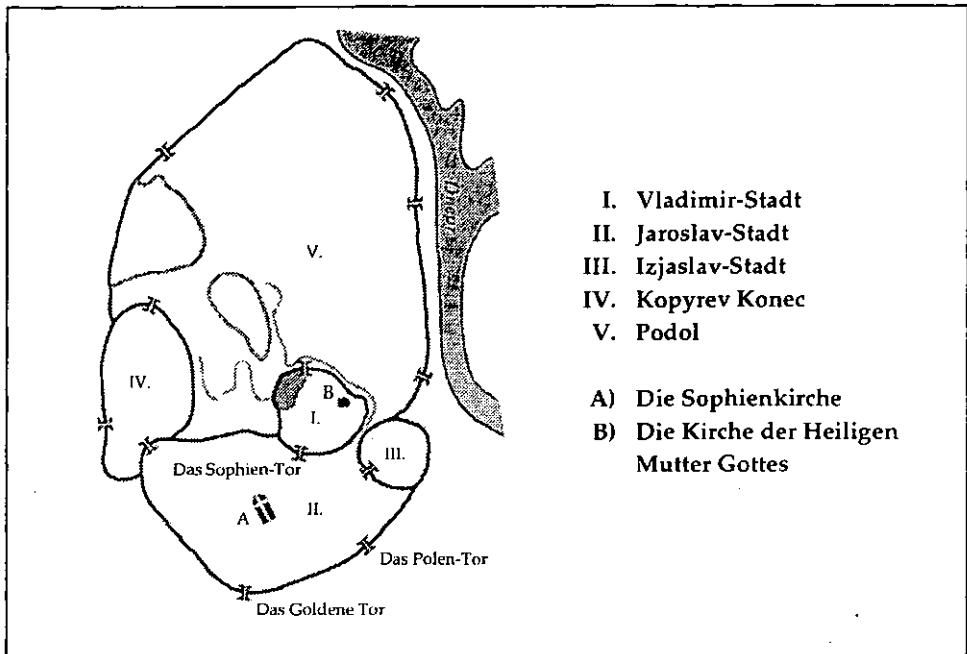 Dnepr
V.
IV.
B
I.
III.
Das Sophien-Tor
A
II.
Das Polen-Tor
Das Goldene Tor
I. Vladimir-Stadt
II. Jaroslav-Stadt
III. Izjaslav-Stadt
IV. Kopyrev Konec
V. Podol
A) Die Sophienkirche
B) Die Kirche der Heiligen
Mutter Gottes